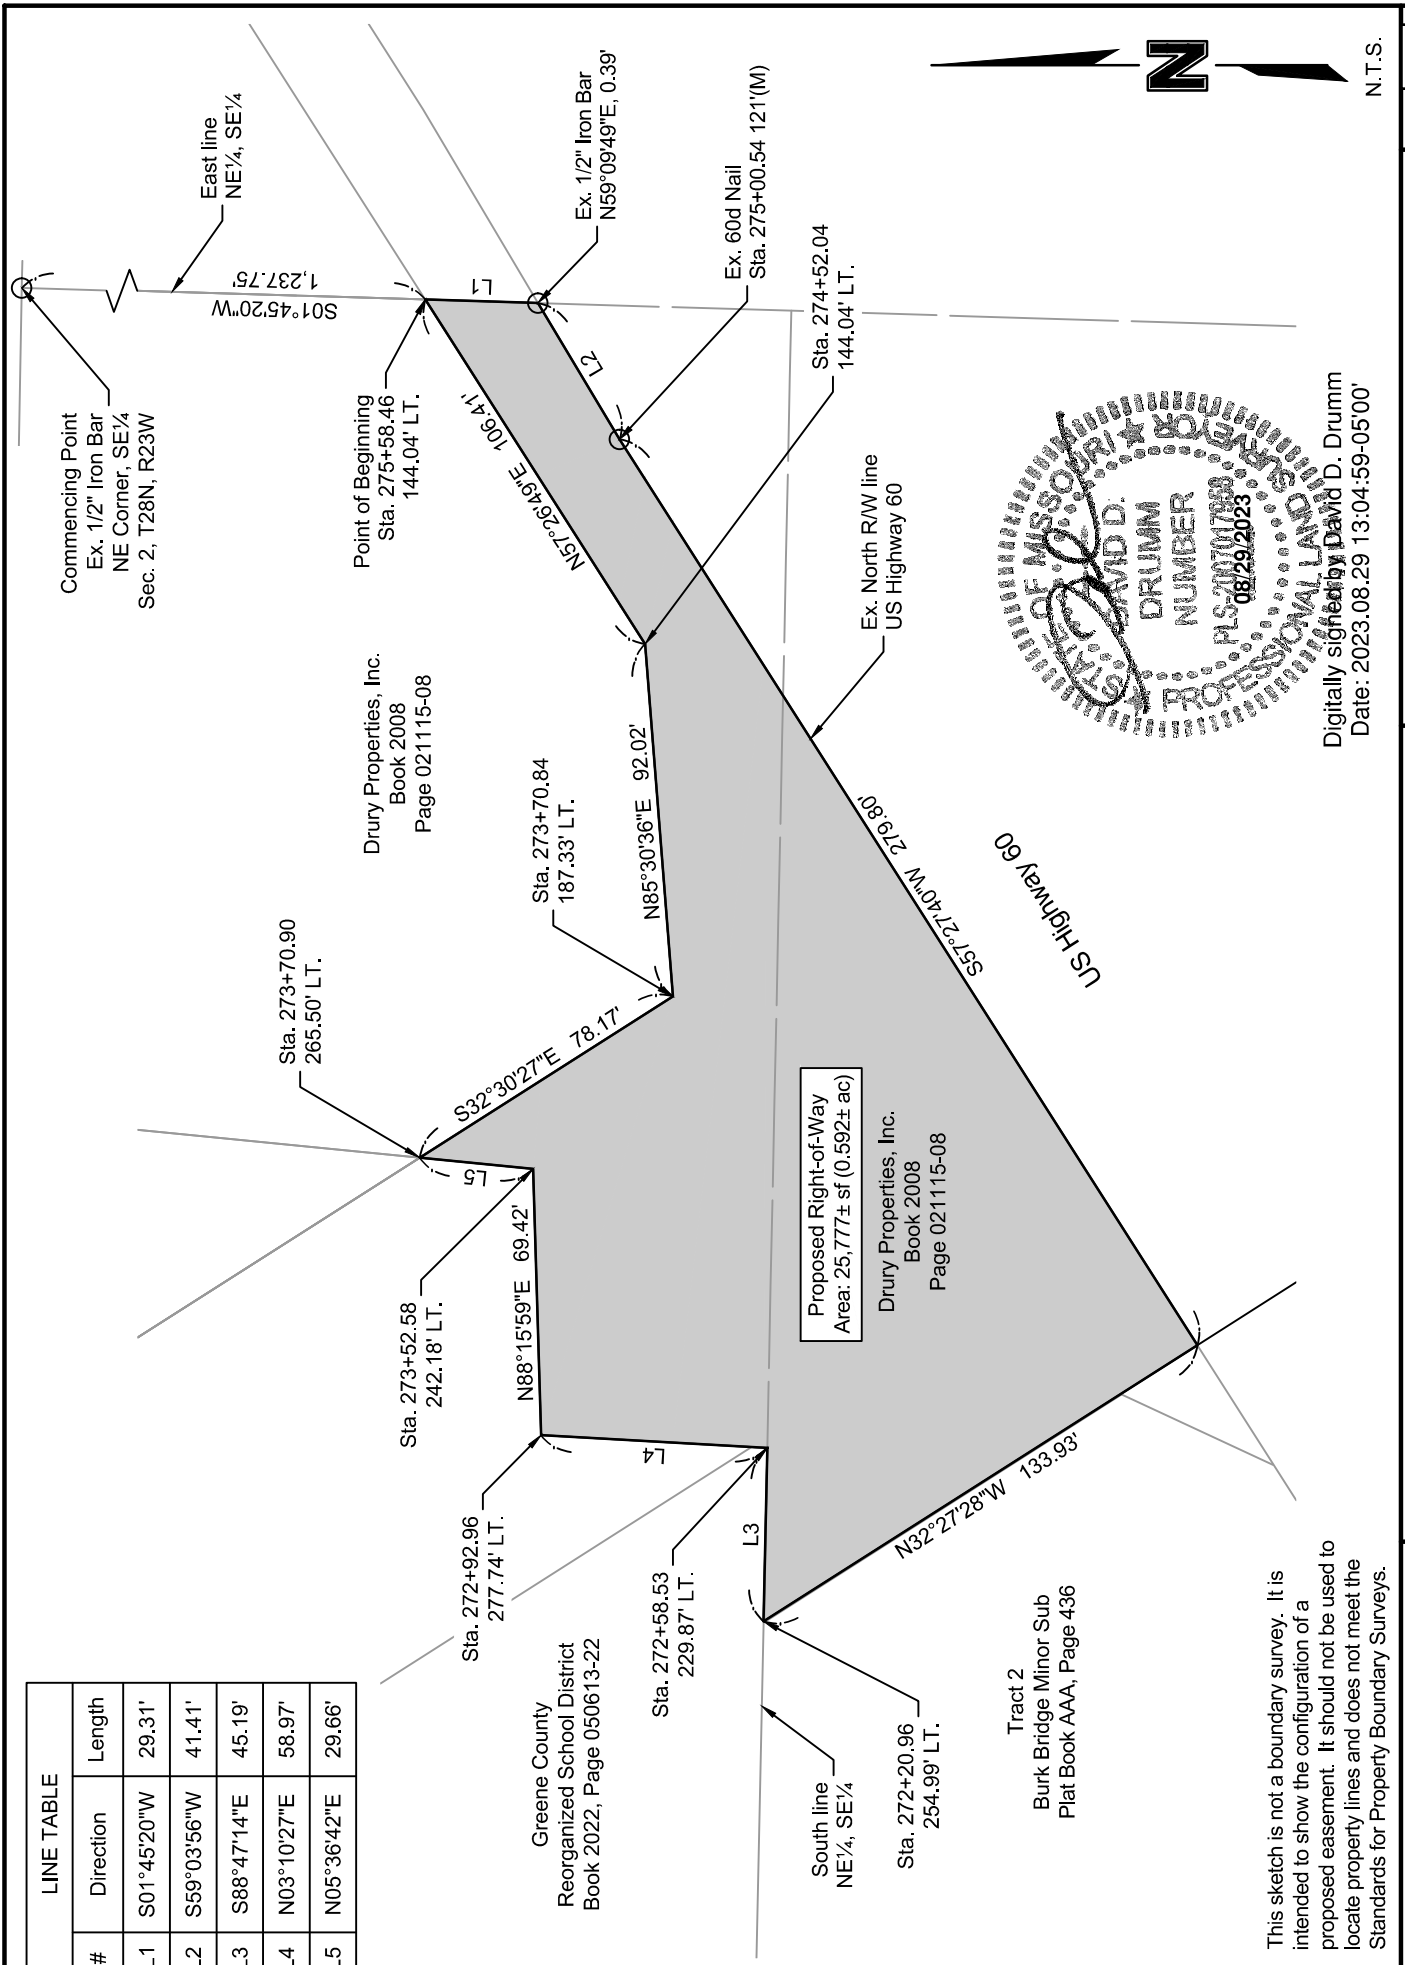 LINE TABLE
# Direction Length
L1 S01°45'20"W 29.31'
L2 S59°03'56"W 41.41'
L3 S88°47'14"E 45.19'
L4 N03°10'27"E 58.97'
L5 N05°36'42"E 29.66'
Commencing Point
Ex. 1/2" Iron Bar
NE Corner, SE¼
Sec. 2, T28N, R23W
East line
NE¼, SE¼
S01°45'20"W
1,237.75'
Point of Beginning
Sta. 275+58.46
144.04' LT.
L1
Ex. 1/2" Iron Bar
N59°09'49"E, 0.39'
L2
Ex. 60d Nail
Sta. 275+00.54 121'(M)
N57°26'49"E 106.41'
Sta. 274+52.04
144.04' LT.
Drury Properties, Inc.
Book 2008
Page 021115-08
N85°30'36"E 92.02'
Sta. 273+70.84
187.33' LT.
Sta. 273+70.90
265.50' LT.
S32°30'27"E 78.17'
L5
Sta. 273+52.58
242.18' LT.
N88°15'59"E 69.42'
Sta. 272+92.96
277.74' LT.
L4
Greene County
Reorganized School District
Book 2022, Page 050613-22
Sta. 272+58.53
229.87' LT.
L3
South line
NE¼, SE¼
Sta. 272+20.96
254.99' LT.
N32°27'28"W 133.93'
Tract 2
Burk Bridge Minor Sub
Plat Book AAA, Page 436
Proposed Right-of-Way
Area: 25,777± sf (0.592± ac)
Drury Properties, Inc.
Book 2008
Page 021115-08
S57°27'40"W 279.80'
Ex. North R/W line
US Highway 60
US Highway 60
N
N.T.S.
STATE OF MISSOURI
DAVID D.
DRUMM
NUMBER
PLS-2007017958
08/29/2023
PROFESSIONAL LAND SURVEYOR
Digitally signed by David D. Drumm
Date: 2023.08.29 13:04:59-05'00'
This sketch is not a boundary survey. It is
intended to show the configuration of a
proposed easement. It should not be used to
locate property lines and does not meet the
Standards for Property Boundary Surveys.